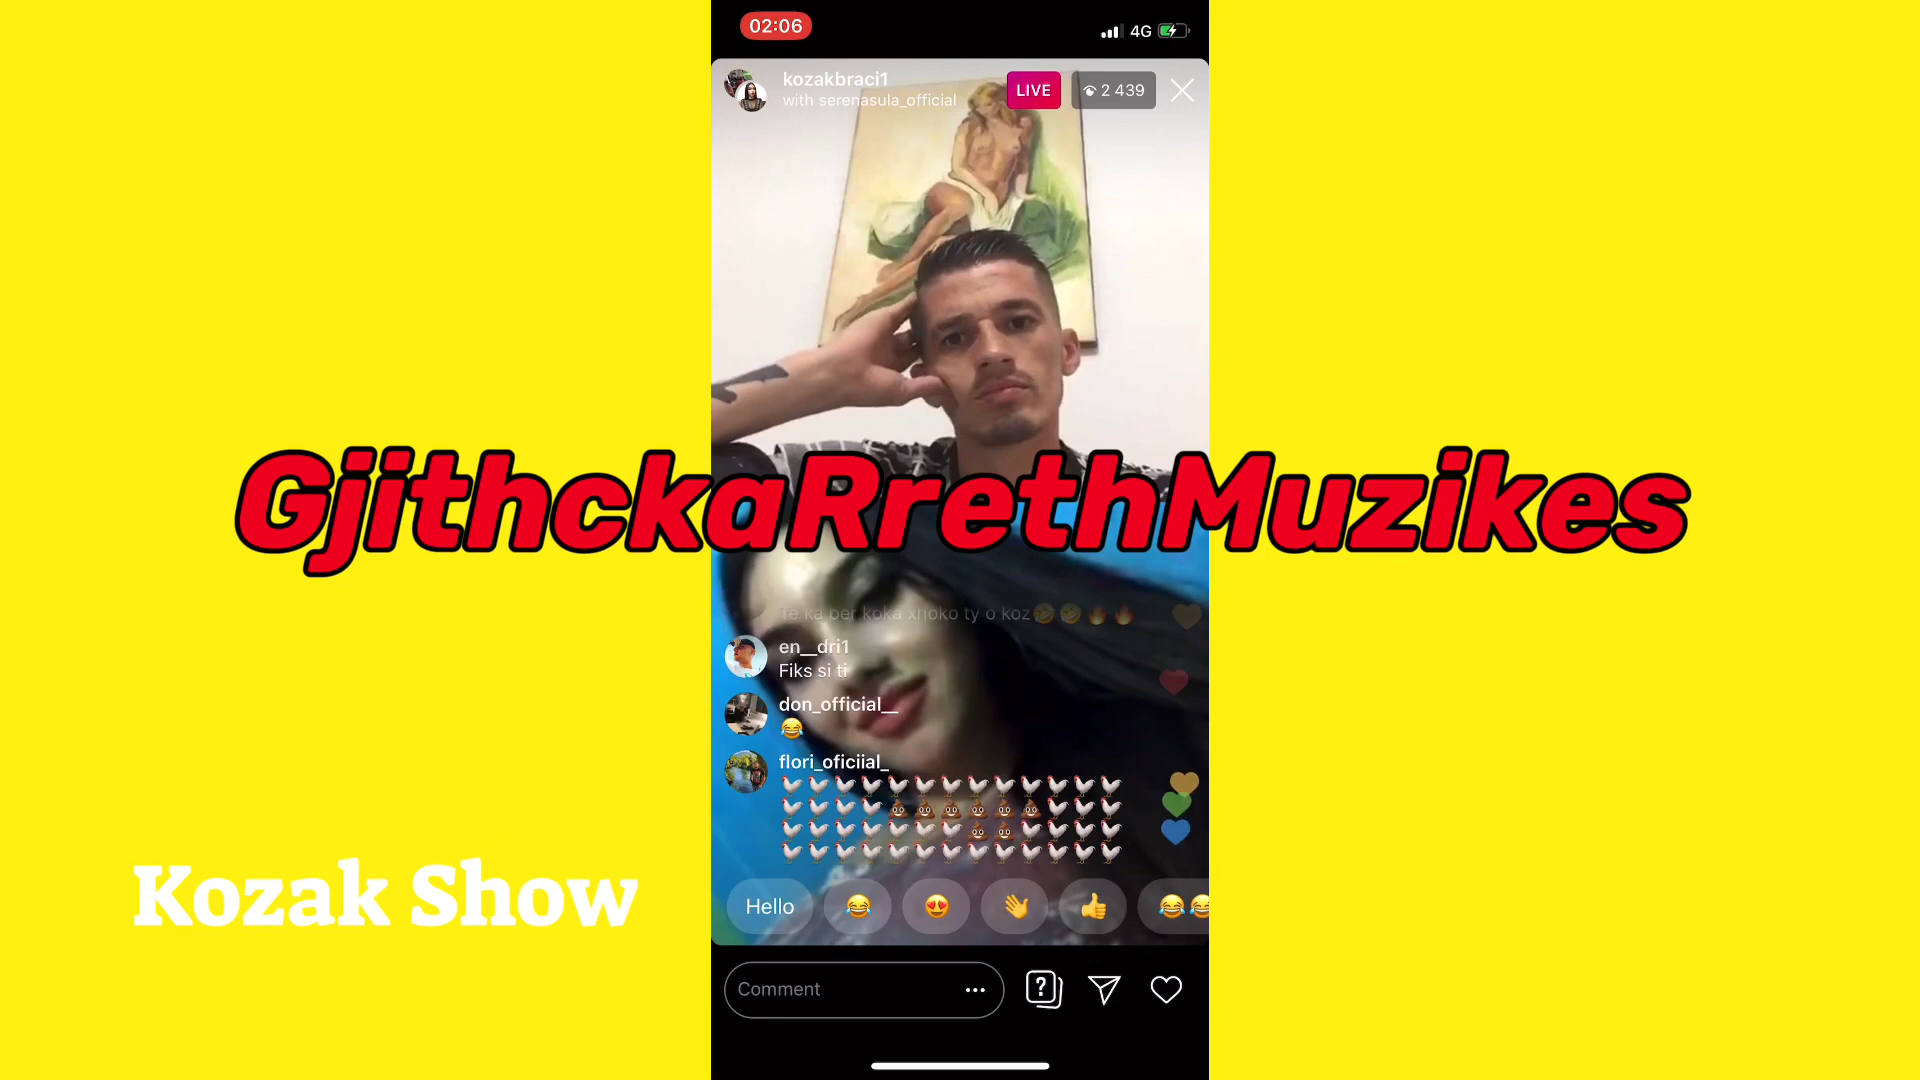 02:06
4G
kozakbraci1
with serenasula_official
LIVE
2 439
GjithckaRrethMuzikes
Te ka ber koka xhoko ty o koz🤣🤣🔥🔥
en__dri1
Fiks si ti
don_official__
😂
flori_oficiial_
🐓🐓🐓🐓🐓🐓🐓🐓🐓🐓🐓🐓🐓
🐓🐓🐓🐓💩💩💩💩💩💩🐓🐓🐓
🐓🐓🐓🐓🐓🐓🐓💩💩🐓🐓🐓🐓
🐓🐓🐓🐓🐓🐓🐓🐓🐓🐓🐓🐓🐓
Kozak Show
Hello 😂 😍 👋 👍 😂😂
Comment